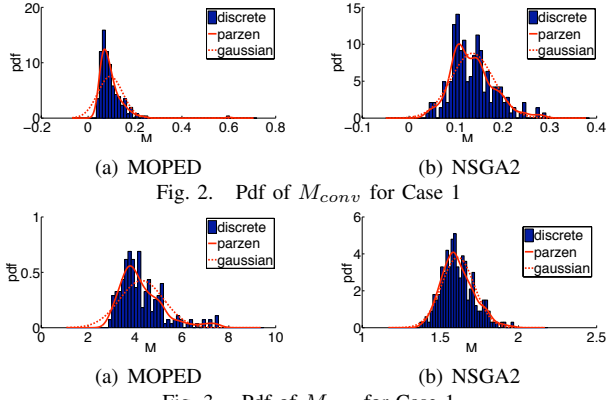 20
10
0
pdf
-0.2 0 0.2 0.4 0.6 0.8
M
discrete
parzen
gaussian
15
10
5
0
pdf
-0.1 0 0.1 0.2 0.3 0.4
M
discrete
parzen
gaussian
(a) MOPED (b) NSGA2
Fig. 2. Pdf of M_conv for Case 1
1
0.5
0
pdf
0 2 4 6 8 10
M
discrete
parzen
gaussian
6
4
2
0
pdf
1 1.5 2 2.5
M
discrete
parzen
gaussian
(a) MOPED (b) NSGA2
Fig. 3. Pdf of M for Case 1